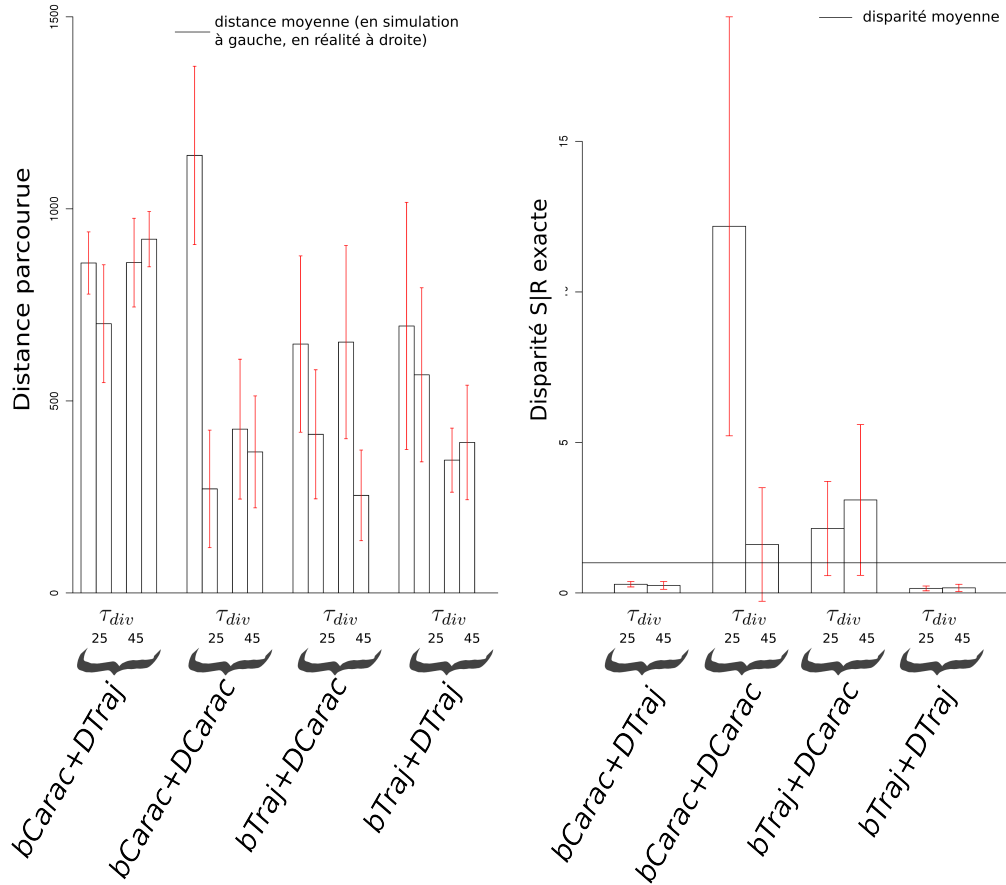 distance moyenne (en simulation
à gauche, en réalité à droite)
Distance parcourue
1500
1000
500
0
τdiv τdiv τdiv τdiv
25 45 25 45 25 45 25 45
bCarac+DTraj
bCarac+DCarac
bTraj+DCarac
bTraj+DTraj
disparité moyenne
Disparité S|R exacte
15
5
0
τdiv τdiv τdiv τdiv
25 45 25 45 25 45 25 45
bCarac+DTraj
bCarac+DCarac
bTraj+DCarac
bTraj+DTraj